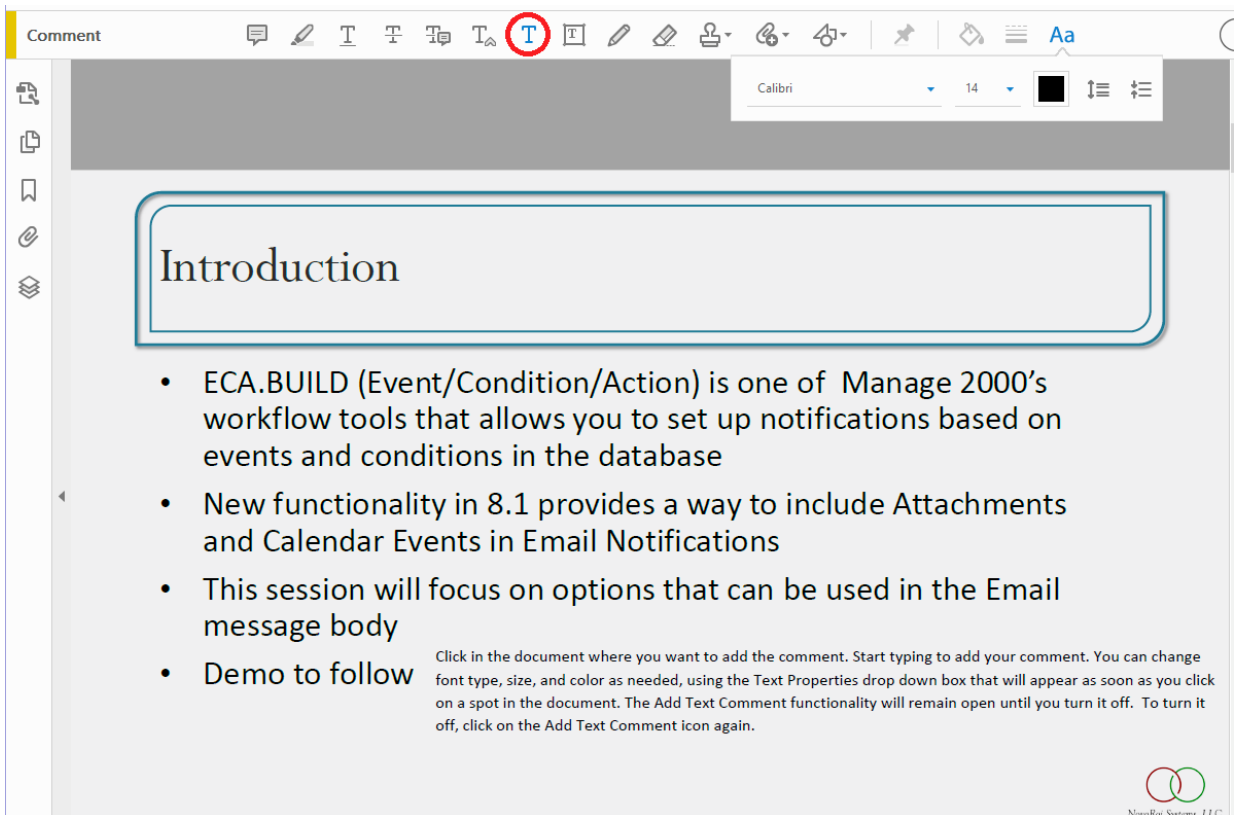 Comment
Aa
Calibri
14
Introduction
• ECA.BUILD (Event/Condition/Action) is one of  Manage 2000's
workflow tools that allows you to set up notifications based on
events and conditions in the database
• New functionality in 8.1 provides a way to include Attachments
and Calendar Events in Email Notifications
• This session will focus on options that can be used in the Email
message body
• Demo to follow
Click in the document where you want to add the comment. Start typing to add your comment. You can change
font type, size, and color as needed, using the Text Properties drop down box that will appear as soon as you click
on a spot in the document. The Add Text Comment functionality will remain open until you turn it off.  To turn it
off, click on the Add Text Comment icon again.
Systems, LLC